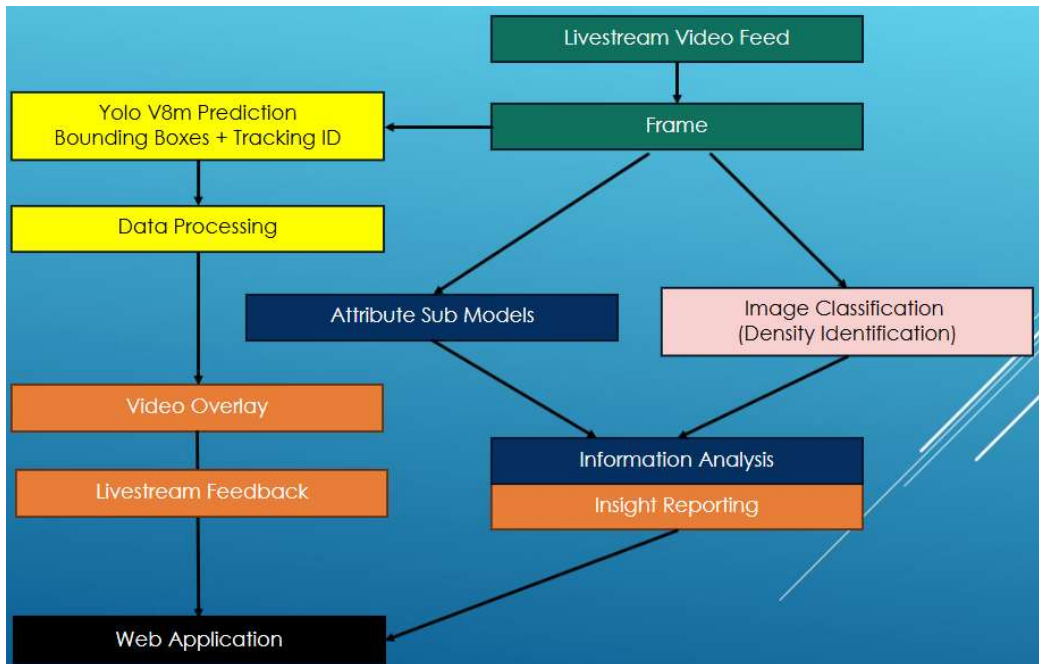 Livestream Video Feed
Yolo V8m Prediction
Bounding Boxes + Tracking ID
Frame
Data Processing
Attribute Sub Models
Image Classification
(Density Identification)
Video Overlay
Information Analysis
Livestream Feedback
Insight Reporting
Web Application